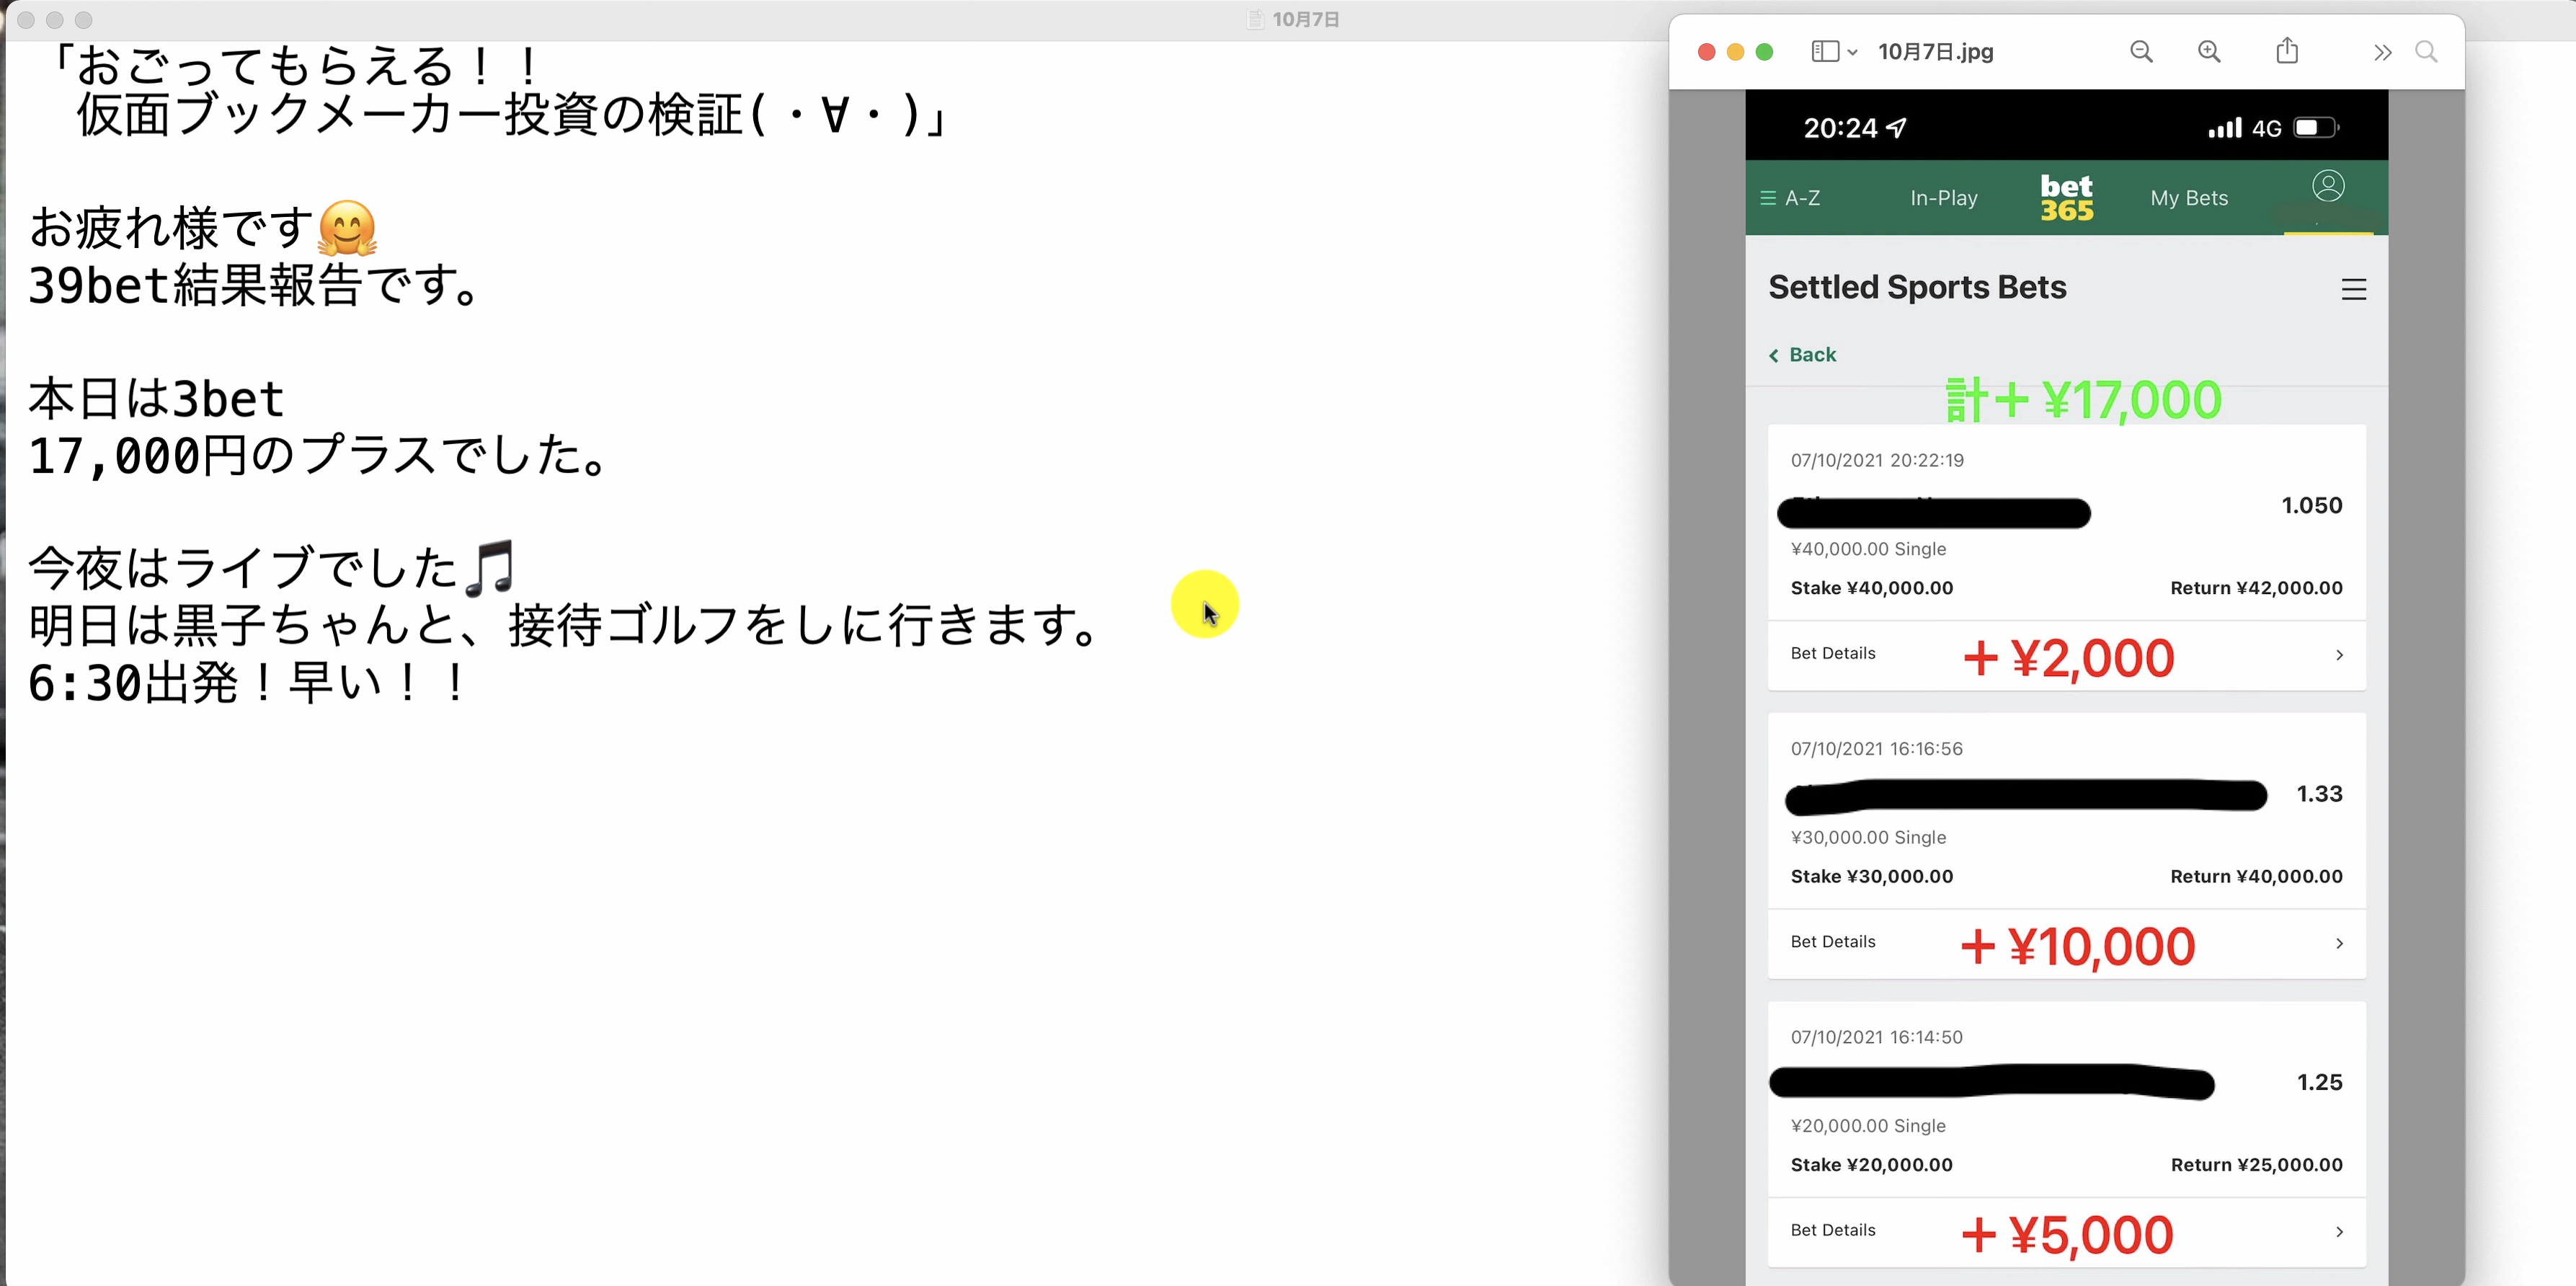 10月7日
「おごってもらえる！！
仮面ブックメーカー投資の検証(・∀・)」
お疲れ様です🤗
39bet結果報告です。
本日は3bet
17,000円のプラスでした。
今夜はライブでした🎵
明日は黒子ちゃんと、接待ゴルフをしに行きます。
6:30出発！早い！！
10月7日.jpg
20:24 4G
A-Z In-Play bet365 My Bets
Settled Sports Bets
Back
計＋¥17,000
07/10/2021 20:22:19
1.050
¥40,000.00 Single
Stake ¥40,000.00 Return ¥42,000.00
Bet Details ＋¥2,000
07/10/2021 16:16:56
1.33
¥30,000.00 Single
Stake ¥30,000.00 Return ¥40,000.00
Bet Details ＋¥10,000
07/10/2021 16:14:50
1.25
¥20,000.00 Single
Stake ¥20,000.00 Return ¥25,000.00
Bet Details ＋¥5,000